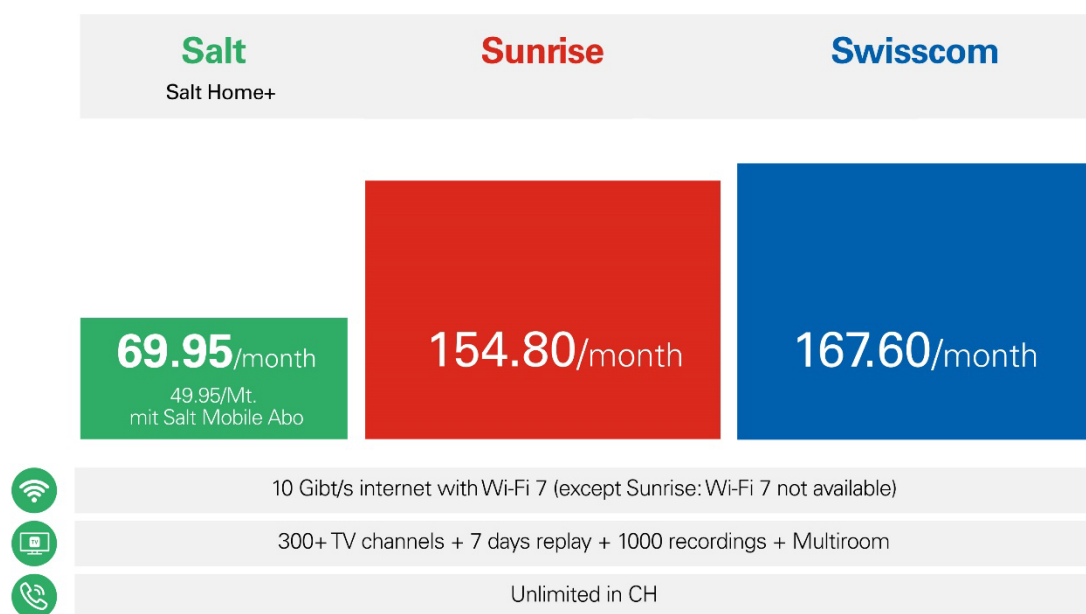 Salt
Salt Home+
Sunrise
Swisscom
69.95/month
49.95/Mt.
mit Salt Mobile Abo
154.80/month
167.60/month
10 Gibt/s internet with Wi-Fi 7 (except Sunrise: Wi-Fi 7 not available)
TV
300+ TV channels + 7 days replay + 1000 recordings + Multiroom
Unlimited in CH